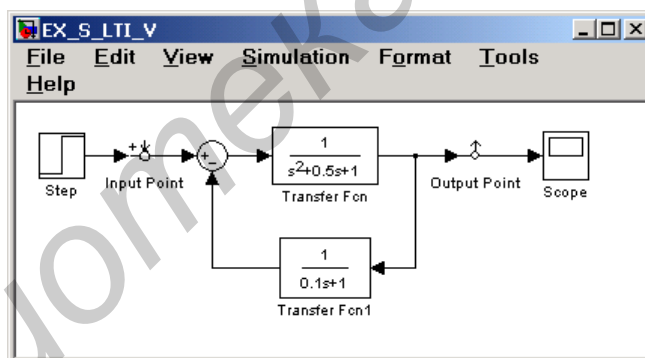 EX_S_LTI_V
File Edit View Simulation Format Tools
Help
Step
Input Point
+
+
-
1
s2+0.5s+1
Transfer Fcn
Output Point
Scope
1
0.1s+1
Transfer Fcn1